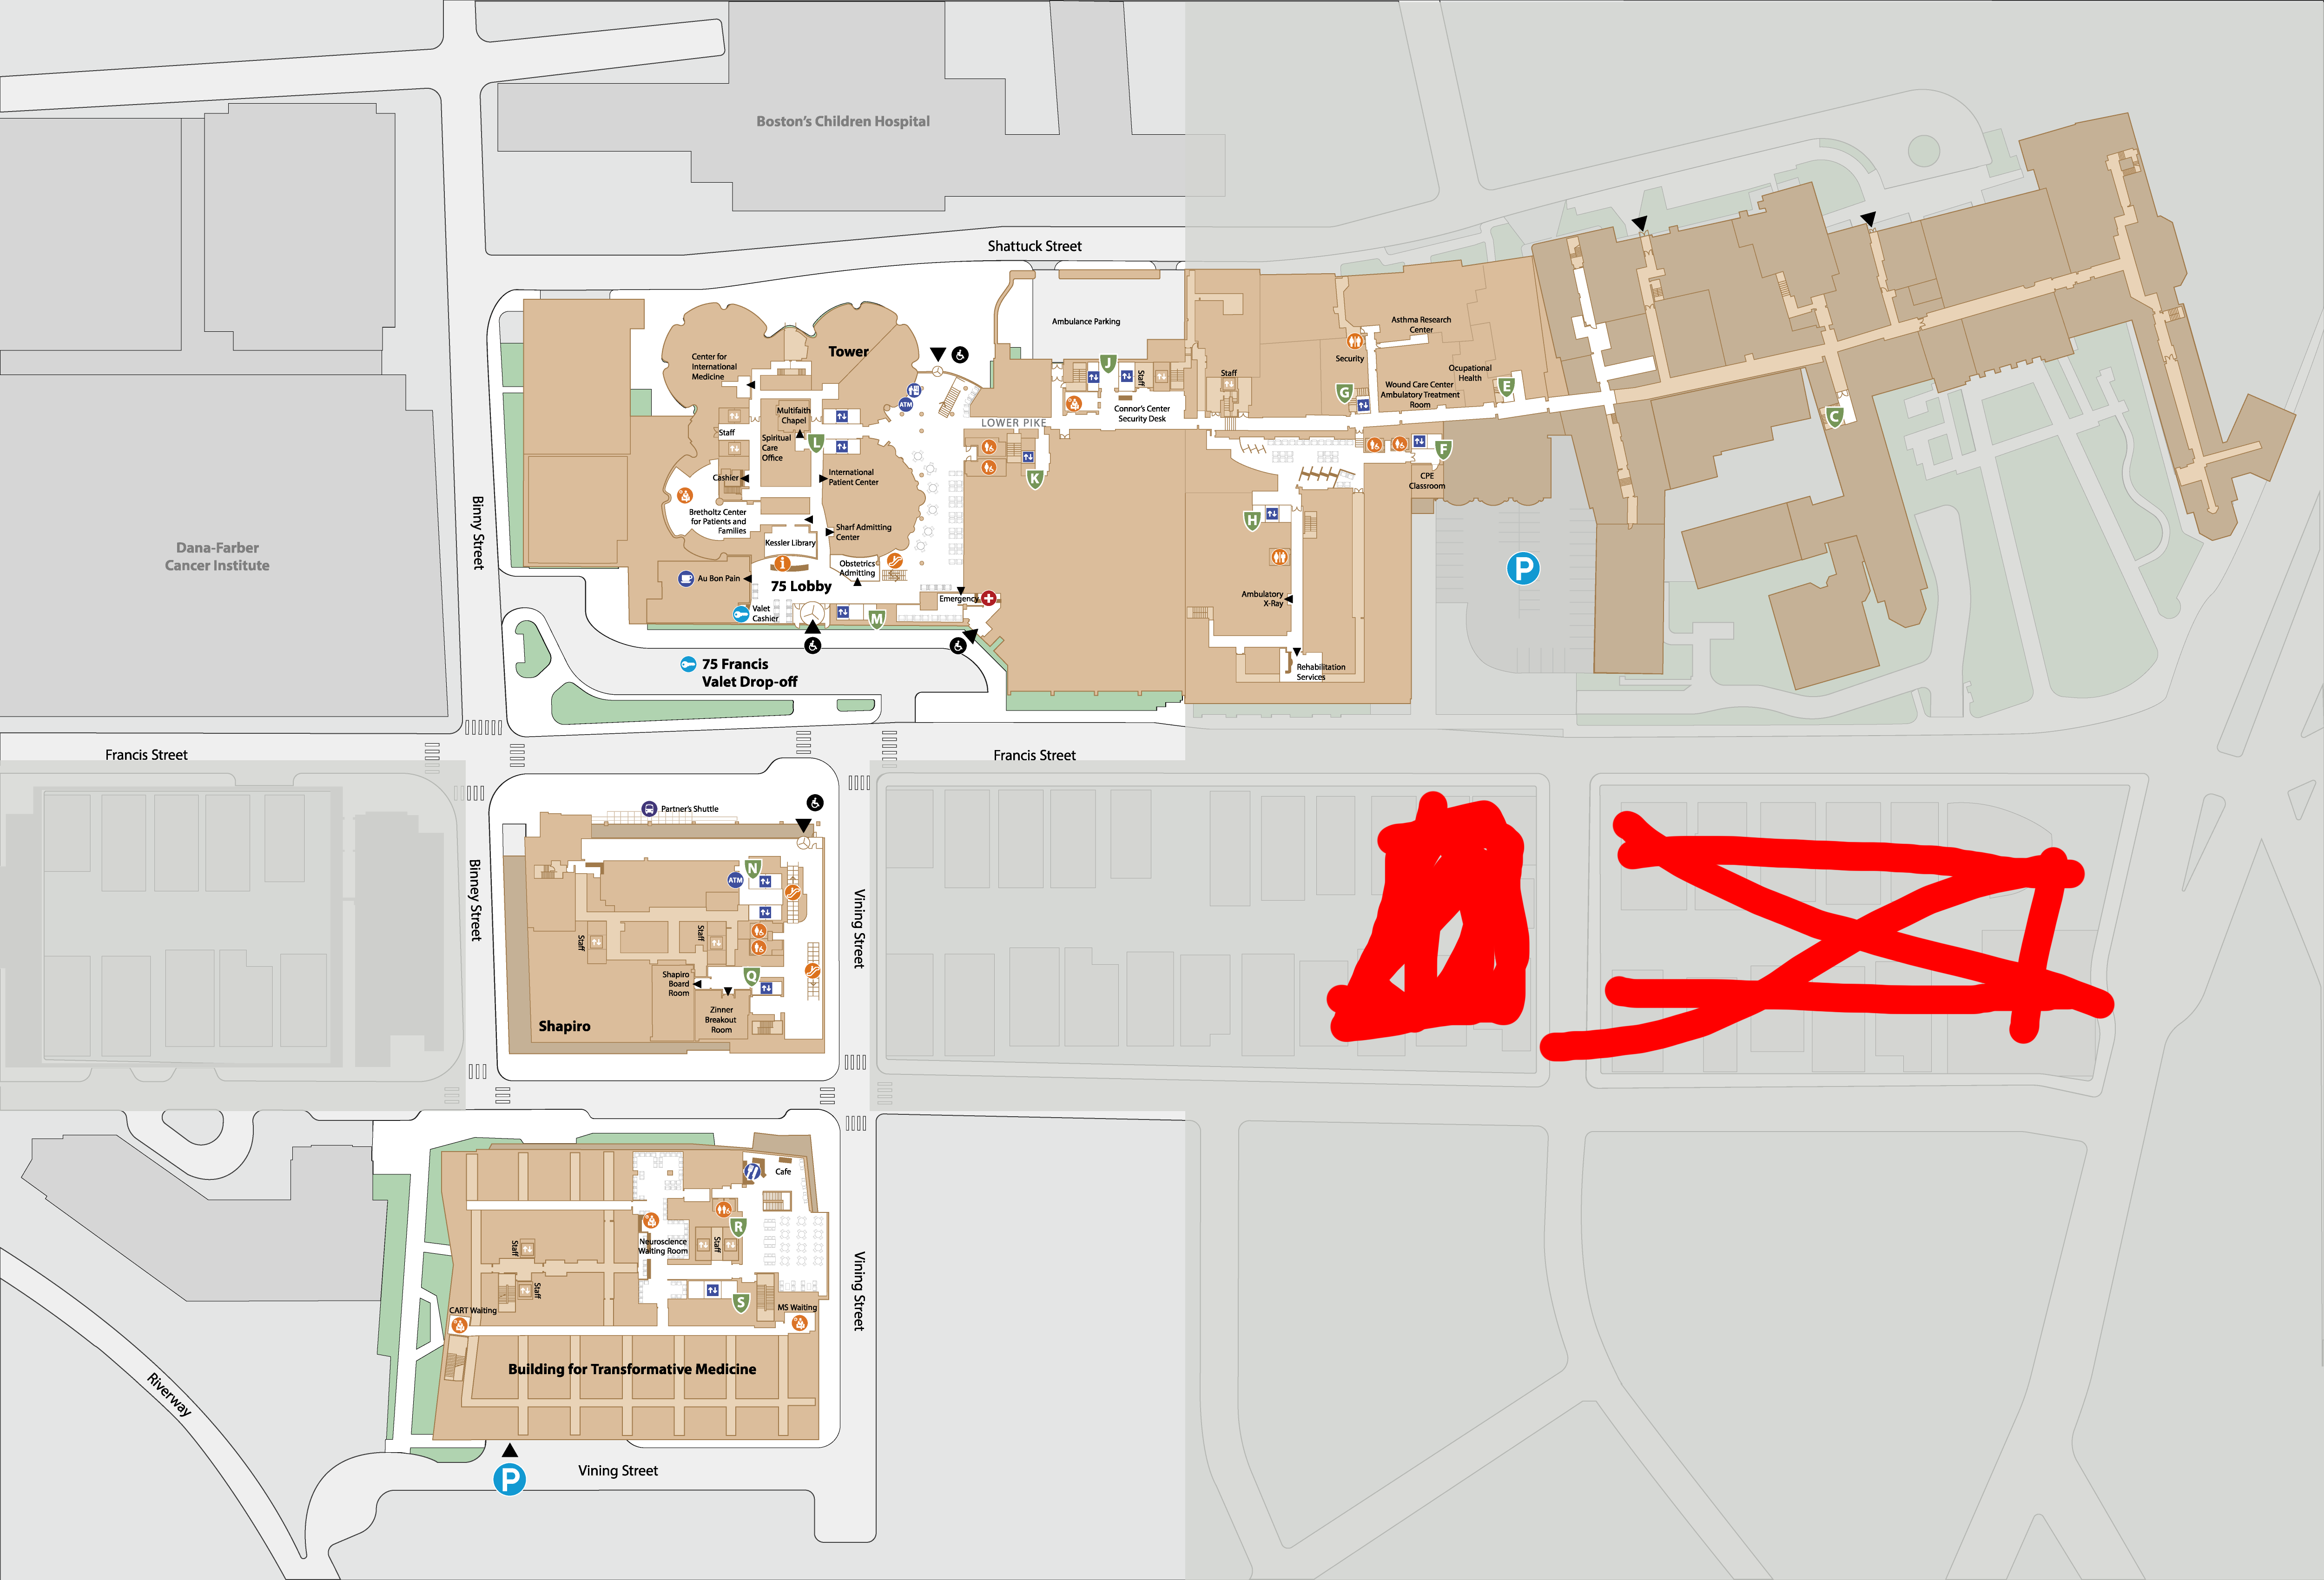 Boston's Children Hospital
Shattuck Street
Ambulance Parking
Asthma Research
Center
Tower
Center for
International
Medicine
Security
Staff
J
Staff
Ocupational
Health
E
G
Wound Care Center
Ambulatory Treatment
Room
ATM
Connor's Center
Security Desk
Multifaith
Chapel
C
LOWER PIKE
Staff
L
Spiritual
Care
Office
F
K
Cashier
International
Patient Center
CPE
Classroom
Binny Street
Bretholtz Center
for Patients and
Families
H
Sharf Admitting
Center
Kessler Library
Dana-Farber
Cancer Institute
i
Obstetrics
Admitting
P
Au Bon Pain
75 Lobby
Emergency
Ambulatory
X-Ray
Valet
Cashier
M
75 Francis
Valet Drop-off
Rehabilitation
Services
Francis Street
Francis Street
Partner's Shuttle
N
ATM
Binney Street
Vining Street
Staff
Staff
Q
Shapiro
Board
Room
Zinner
Breakout
Room
Shapiro
Cafe
R
Neuroscience
Waiting Room
Staff
Staff
Staff
S
CART Waiting
MS Waiting
Vining Street
Building for Transformative Medicine
Riverway
Vining Street
P